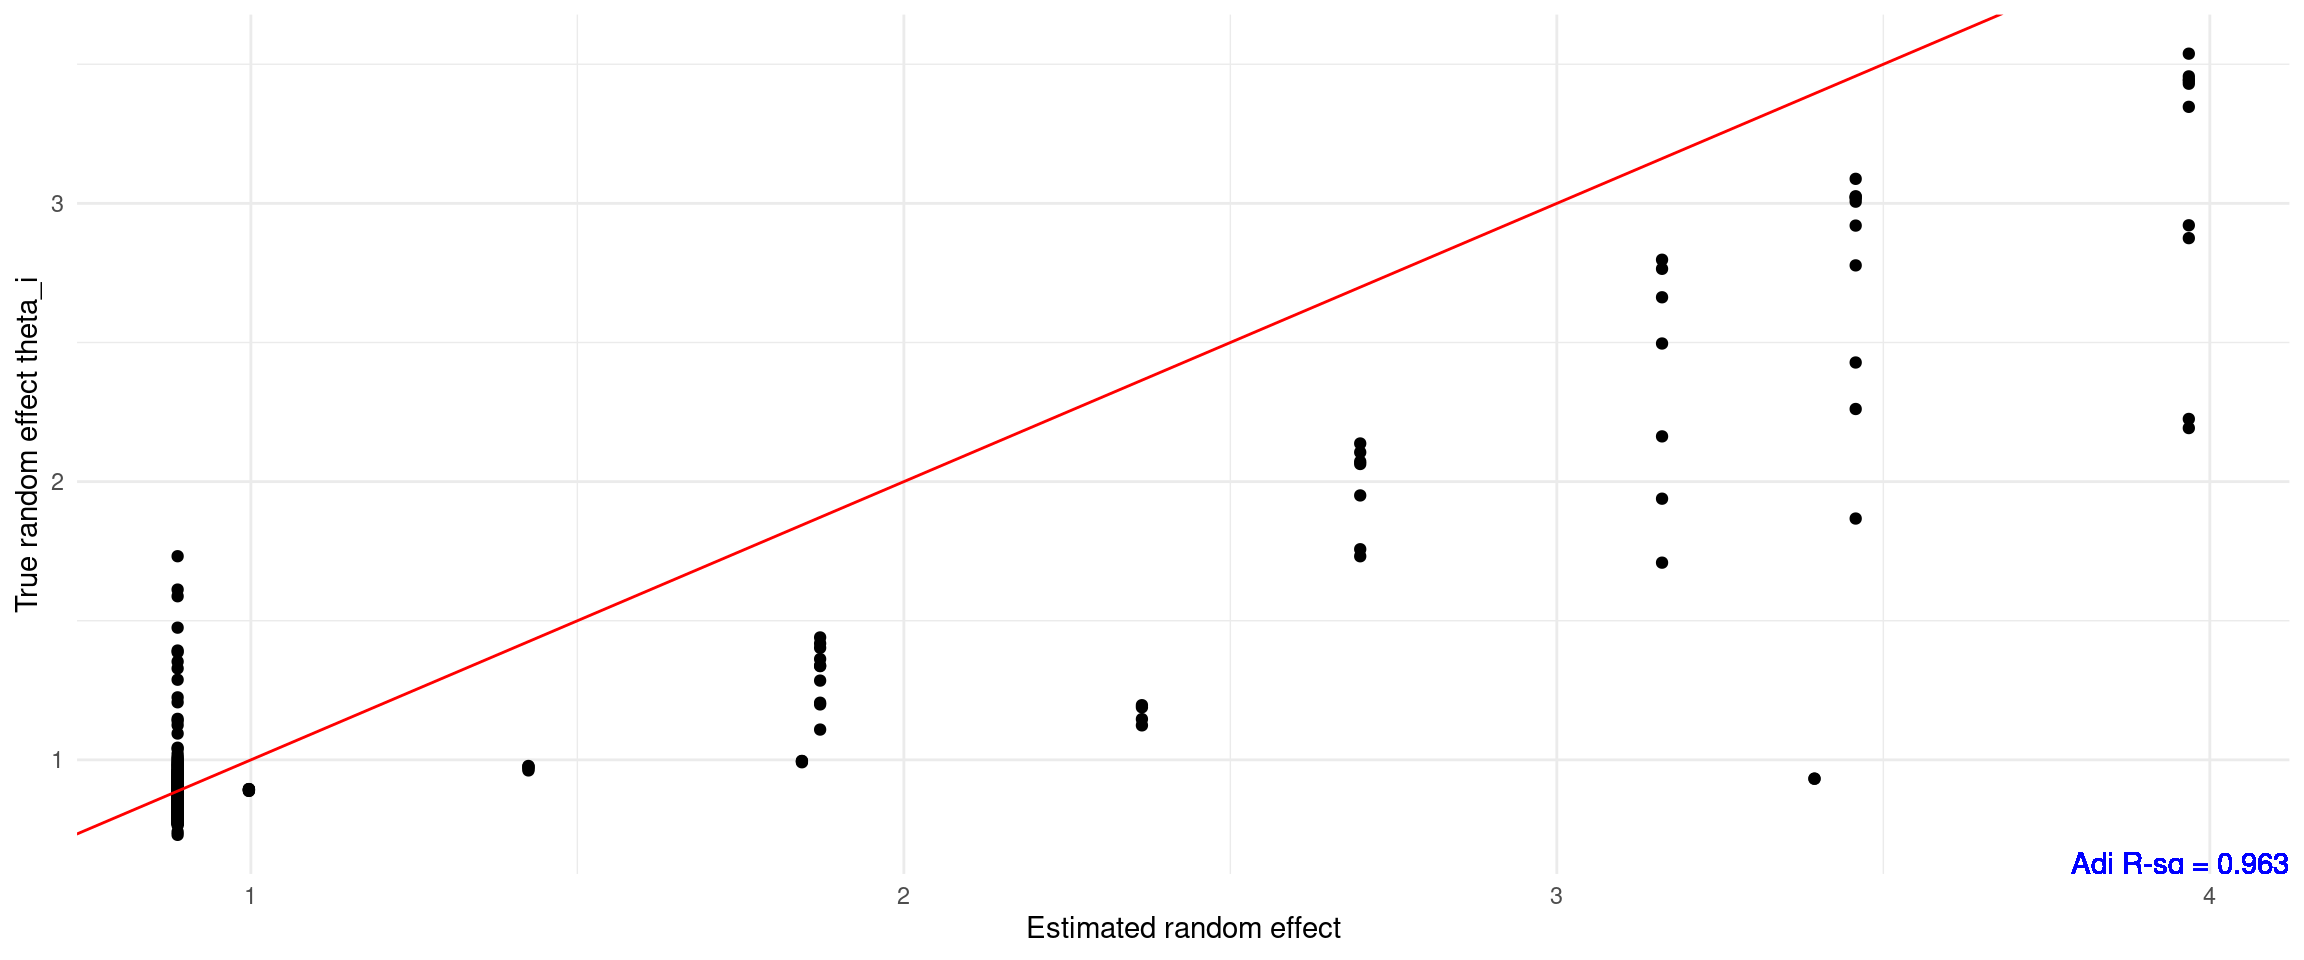 True random effect theta_i
3
2
1
Adj R-sq = 0.963
1
2
3
4
Estimated random effect